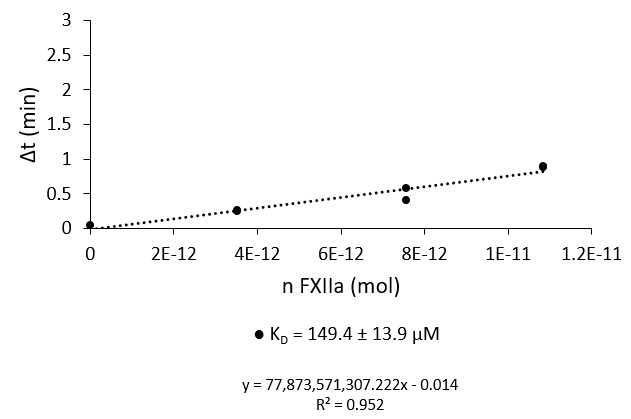 3
2.5
2
1.5
1
0.5
0
Δt (min)
0 2E-12 4E-12 6E-12 8E-12 1E-11 1.2E-11
n FXIIa (mol)
K_D = 149.4 ± 13.9 µM
y = 77,873,571,307.222x - 0.014
R² = 0.952